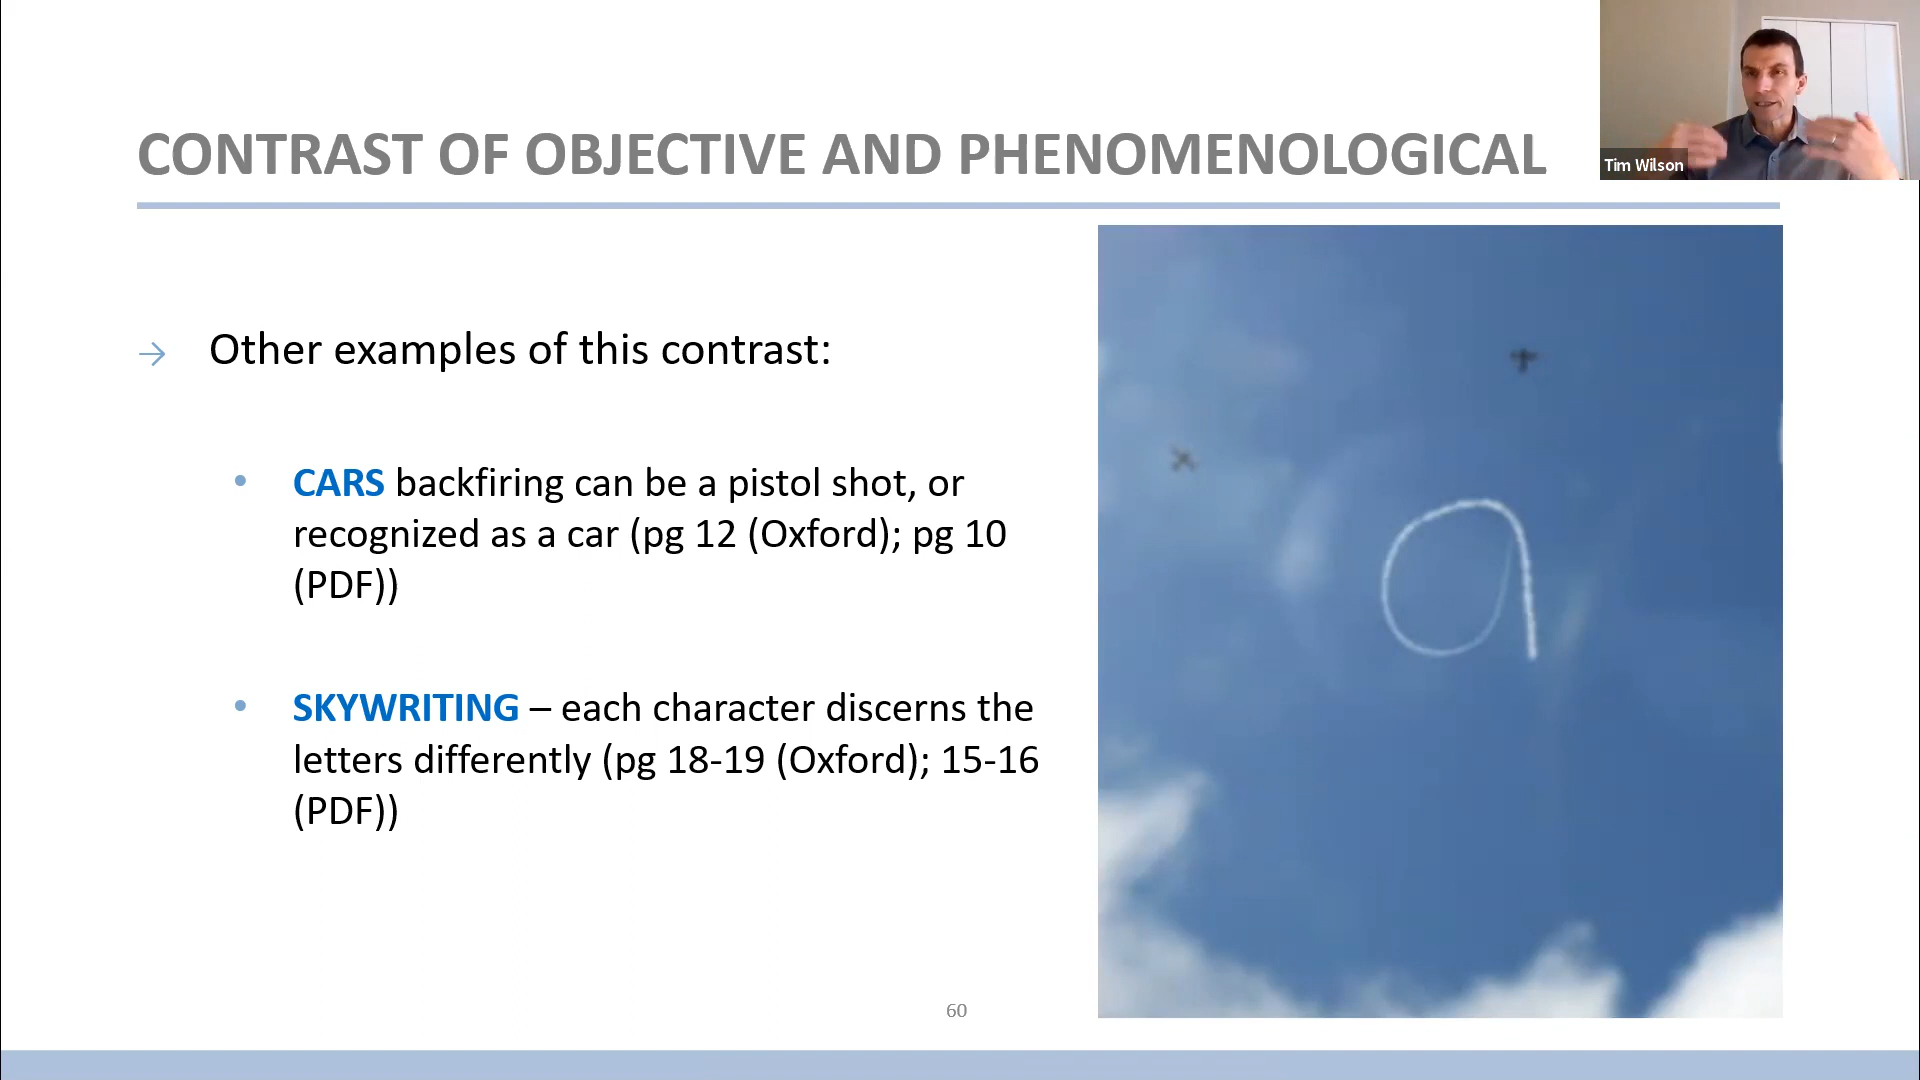 CONTRAST OF OBJECTIVE AND PHENOMENOLOGICAL
Tim Wilson
→ Other examples of this contrast:
• CARS backfiring can be a pistol shot, or
recognized as a car (pg 12 (Oxford); pg 10
(PDF))
• SKYWRITING – each character discerns the
letters differently (pg 18-19 (Oxford); 15-16
(PDF))
a
60